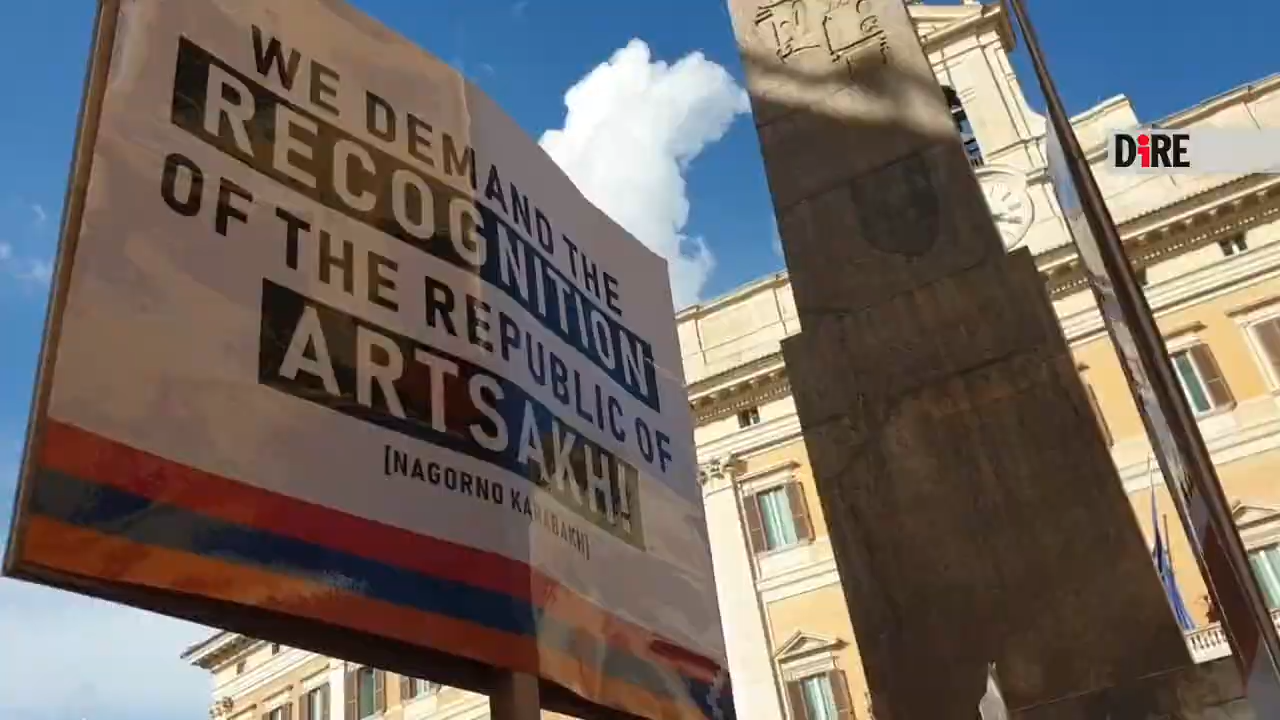 WE DEMAND THE
RECOGNITION
OF THE REPUBLIC OF
ARTSAKH!
[NAGORNO KARABAKH]
DiRE